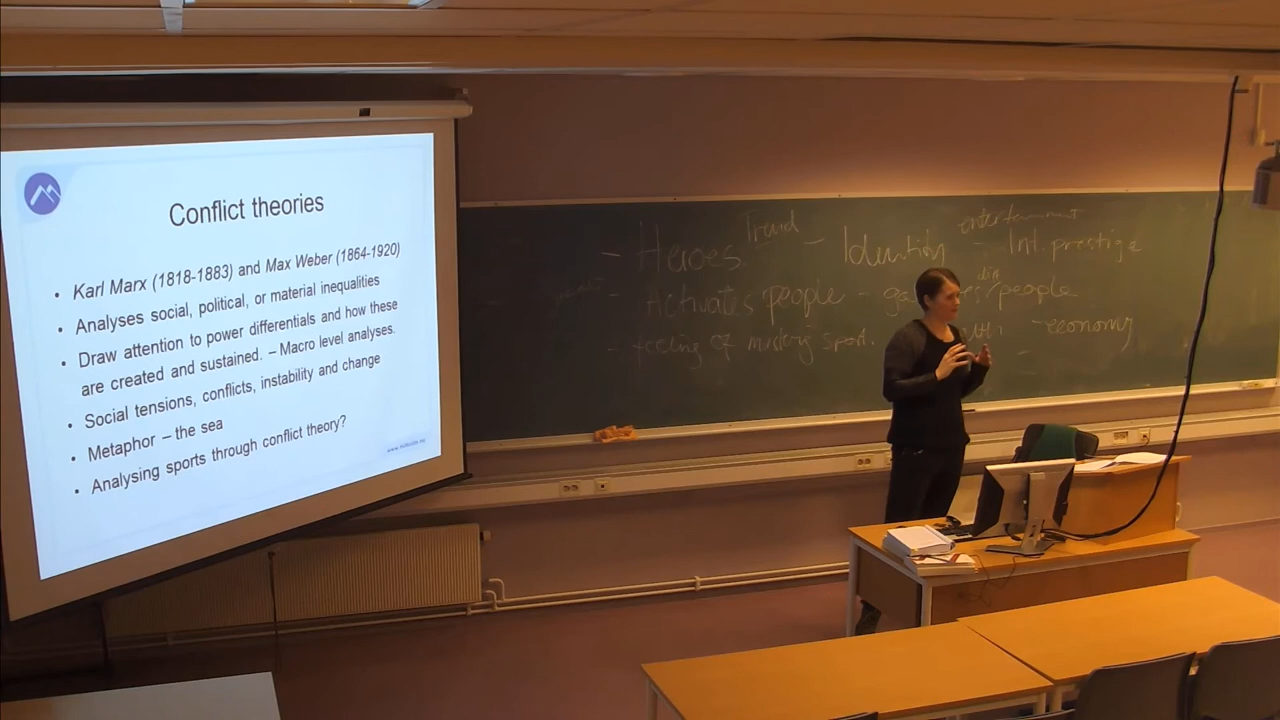 Conflict theories
• Karl Marx (1818-1883) and Max Weber (1864-1920)
• Analyses social, political, or material inequalities
• Draw attention to power differentials and how these
are created and sustained. – Macro level analyses.
• Social tensions, conflicts, instability and change
• Metaphor – the sea
• Analysing sports through conflict theory?
- Heroes Trend - Identity entertainment - Int. prestige
- Activates people - diff people
- feeling of - economy